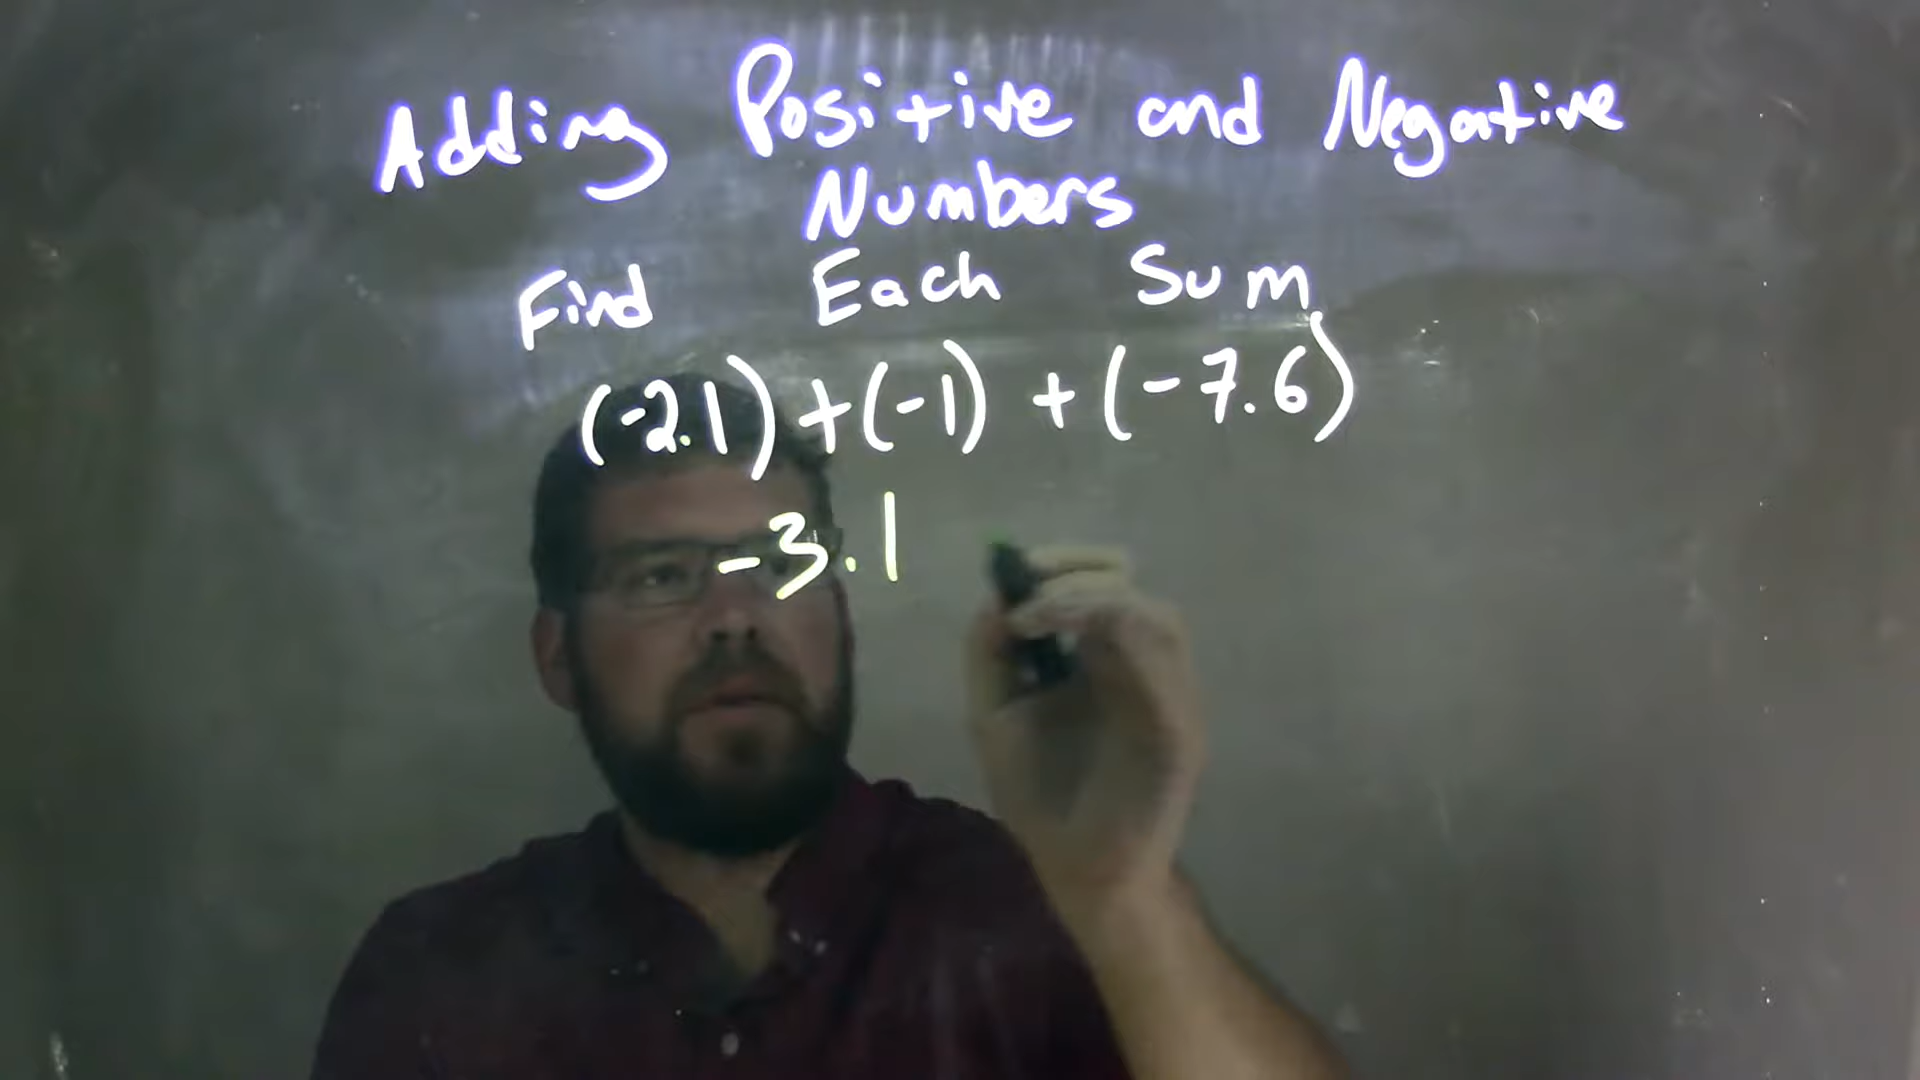 Adding Positive and Negative
Numbers
Find Each Sum
(-2.1) + (-1) + (-7.6)
-3.1